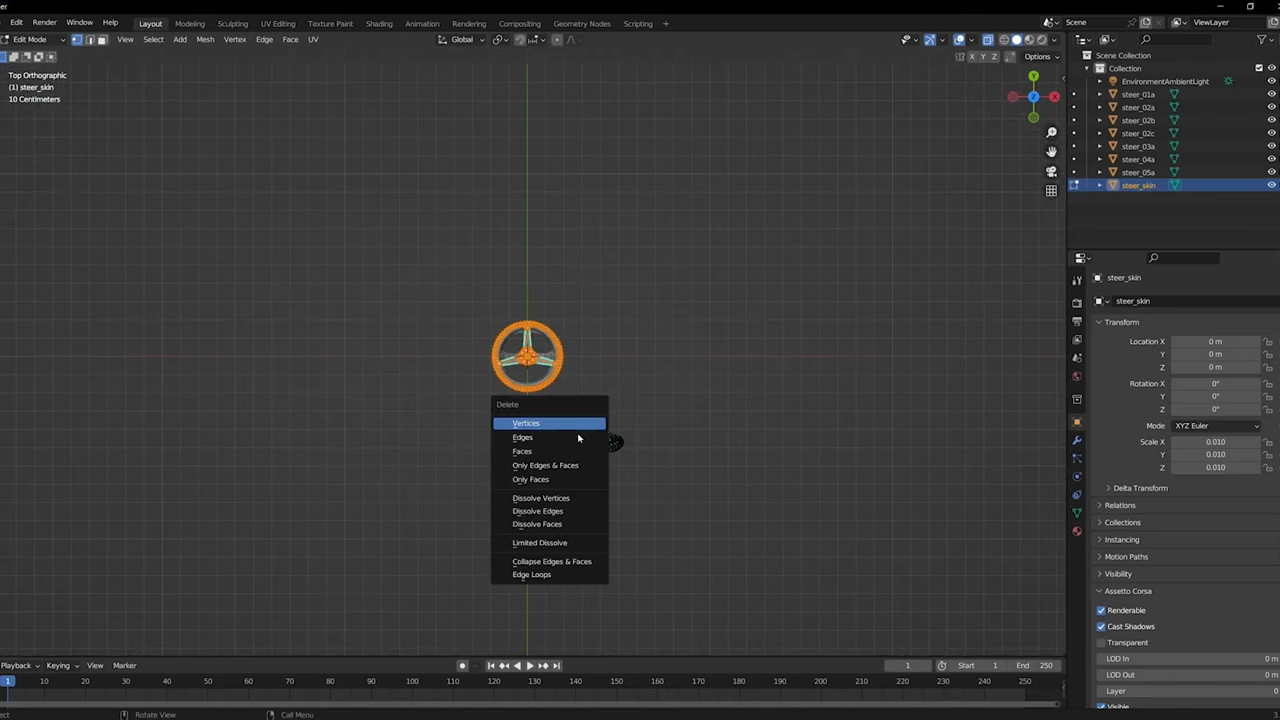 er
Edit Render Window Help Layout Modeling Sculpting UV Editing Texture Paint Shading Animation Rendering Compositing Geometry Nodes Scripting + Scene ViewLayer
Edit Mode View Select Add Mesh Vertex Edge Face UV Global
X Y Z Options
Top Orthographic
(1) steer_skin
10 Centimeters
Y
Z
X
Scene Collection
Collection
EnvironmentAmbientLight
steer_01a
steer_02a
steer_02b
steer_02c
steer_03a
steer_04a
steer_05a
steer_skin
Delete
Vertices
Edges
Faces
Only Edges & Faces
Only Faces
Dissolve Vertices
Dissolve Edges
Dissolve Faces
Limited Dissolve
Collapse Edges & Faces
Edge Loops
steer_skin
steer_skin
Transform
Location X 0 m
Y 0 m
Z 0 m
Rotation X 0°
Y 0°
Z 0°
Mode XYZ Euler
Scale X 0.010
Y 0.010
Z 0.010
Delta Transform
Relations
Collections
Instancing
Motion Paths
Visibility
Assetto Corsa
Renderable
Cast Shadows
Transparent
LOD In 0 m
LOD Out 0 m
Layer 0
Visible
Playback Keying View Marker 1 Start 1 End 250
1 10 20 30 40 50 60 70 80 90 100 110 120 130 140 150 160 170 180 190 200 210 220 230 240 250
ect Rotate View Call Menu